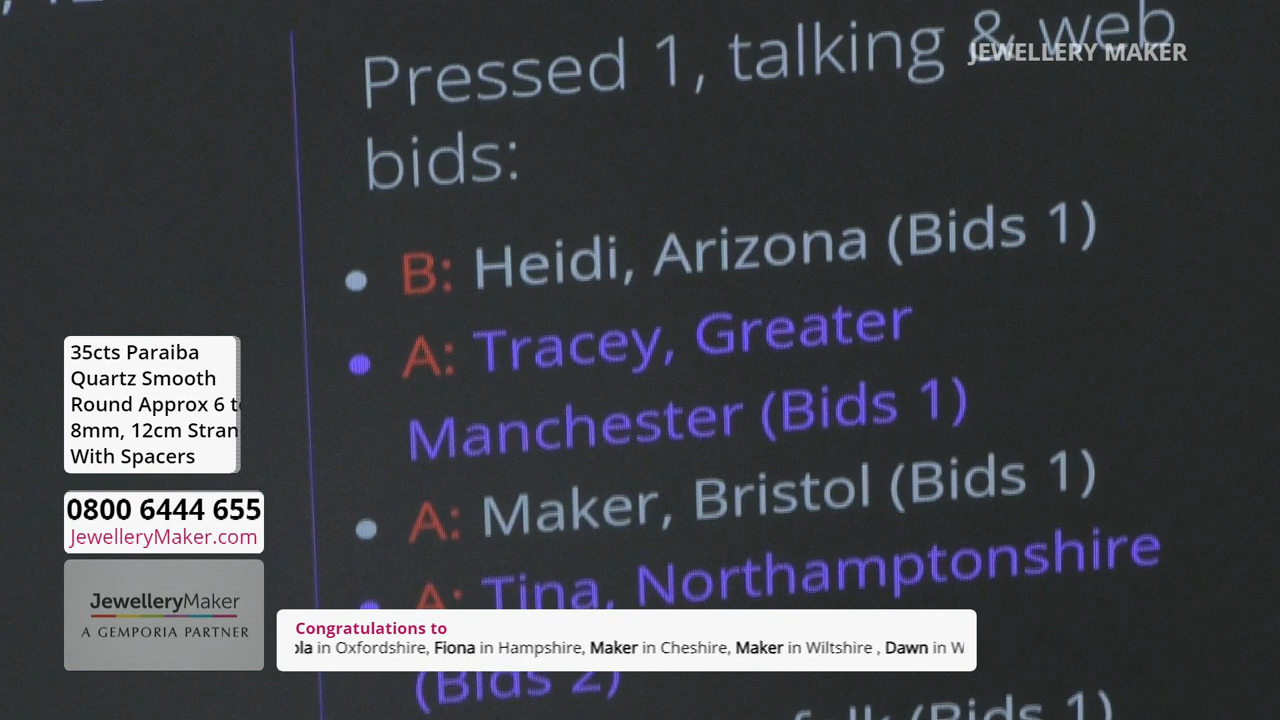 Pressed 1, talking & web
bids:
JEWELLERY MAKER
• B: Heidi, Arizona (Bids 1)
• A: Tracey, Greater
Manchester (Bids 1)
• A: Maker, Bristol (Bids 1)
• A: Tina, Northamptonshire
(Bids 2)
(Bids 1)
35cts Paraiba
Quartz Smooth
Round Approx 6
8mm, 12cm Stran
With Spacers
0800 6444 655
JewelleryMaker.com
JewelleryMaker
A GEMPORIA PARTNER
Congratulations to
in Oxfordshire, Fiona in Hampshire, Maker in Cheshire, Maker in Wiltshire , Dawn in W